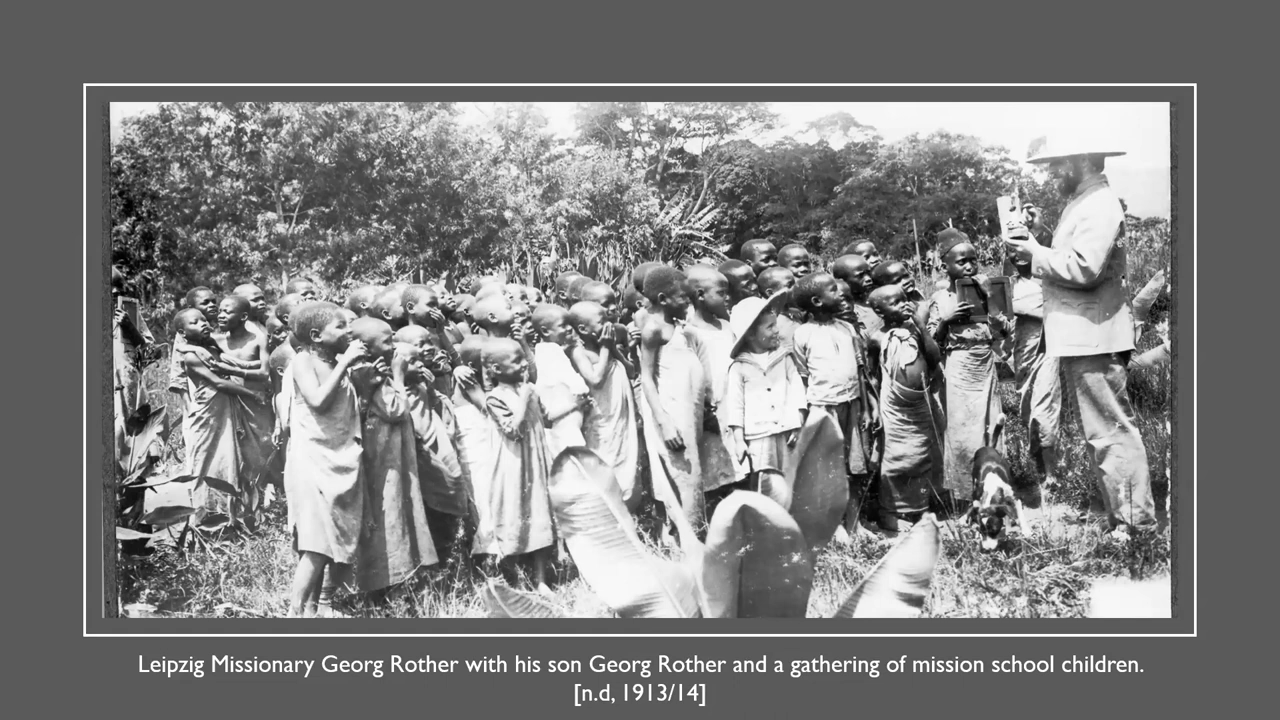 Leipzig Missionary Georg Rother with his son Georg Rother and a gathering of mission school children.
[n.d, 1913/14]